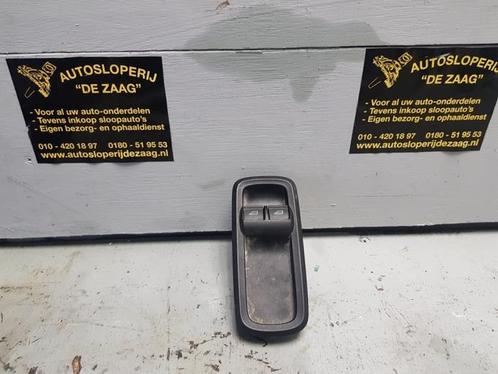 AUTOSLOPERIJ
"DE ZAAG"
- Voor al uw auto-onderdelen
- Tevens inkoop sloopauto's
- Eigen bezorg- en ophaaldienst
010 - 420 18 97 0180 - 51 95 53
www.autosloperijdezaag.nl
AUTOSLOPERIJ
"DE ZAAG"
- Voor al uw auto-onderdelen
- Tevens inkoop sloopauto's
- Eigen bezorg- en ophaaldienst
010 - 420 18 97 0180 - 51 95 53
www.autosloperijdezaag.nl